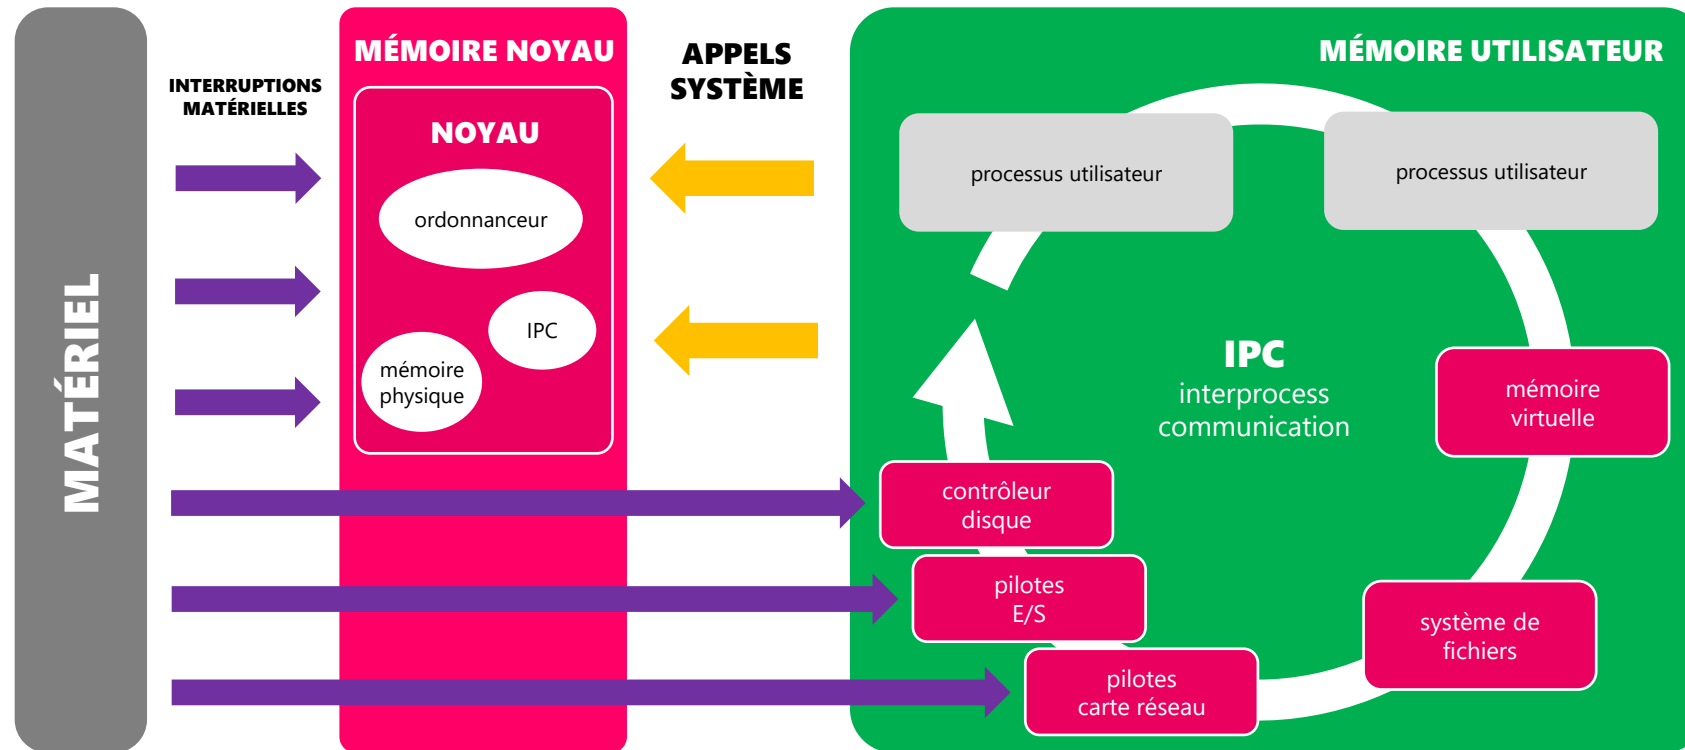 MATÉRIEL
INTERRUPTIONS
MATÉRIELLES
MÉMOIRE NOYAU
NOYAU
ordonnanceur
IPC
mémoire
physique
APPELS
SYSTÈME
MÉMOIRE UTILISATEUR
processus utilisateur
processus utilisateur
IPC
interprocess
communication
mémoire
virtuelle
contrôleur
disque
pilotes
E/S
système de
fichiers
pilotes
carte réseau